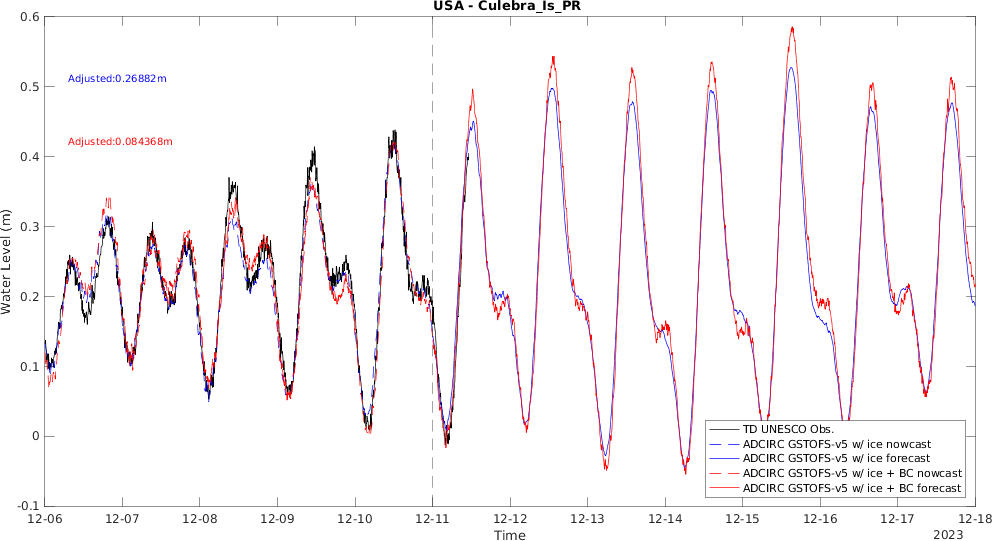 USA - Culebra_Is_PR
0.6
0.5
0.4
0.3
0.2
0.1
0
-0.1
Water Level (m)
Adjusted:0.26882m
Adjusted:0.084368m
TD UNESCO Obs.
ADCIRC GSTOFS-v5 w/ ice nowcast
ADCIRC GSTOFS-v5 w/ ice forecast
ADCIRC GSTOFS-v5 w/ ice + BC nowcast
ADCIRC GSTOFS-v5 w/ ice + BC forecast
12-06 12-07 12-08 12-09 12-10 12-11 12-12 12-13 12-14 12-15 12-16 12-17 12-18
Time
2023